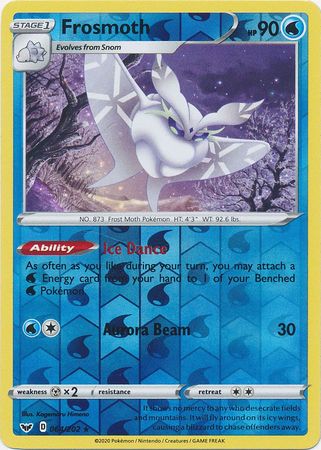 STAGE 1 Frosmoth HP 90
Evolves from Snom
NO. 873 Frost Moth Pokémon HT: 4'3" WT: 92.6 lbs.
Ability Ice Dance
As often as you like during your turn, you may attach a
Energy card from your hand to 1 of your Benched
Pokémon.
Aurora Beam 30
weakness ×2 resistance retreat
Illus. Kagemaru Himeno
D 064/202 ★
It shows no mercy to any who desecrate fields
and mountains. It will fly around on its icy wings,
causing a blizzard to chase offenders away.
©2020 Pokémon / Nintendo / Creatures / GAME FREAK